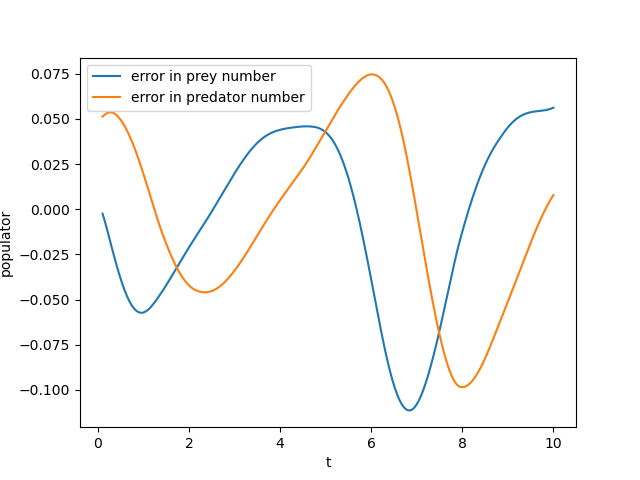 error in prey number
error in predator number
0.075
0.050
0.025
0.000
−0.025
−0.050
−0.075
−0.100
populator
0 2 4 6 8 10
t